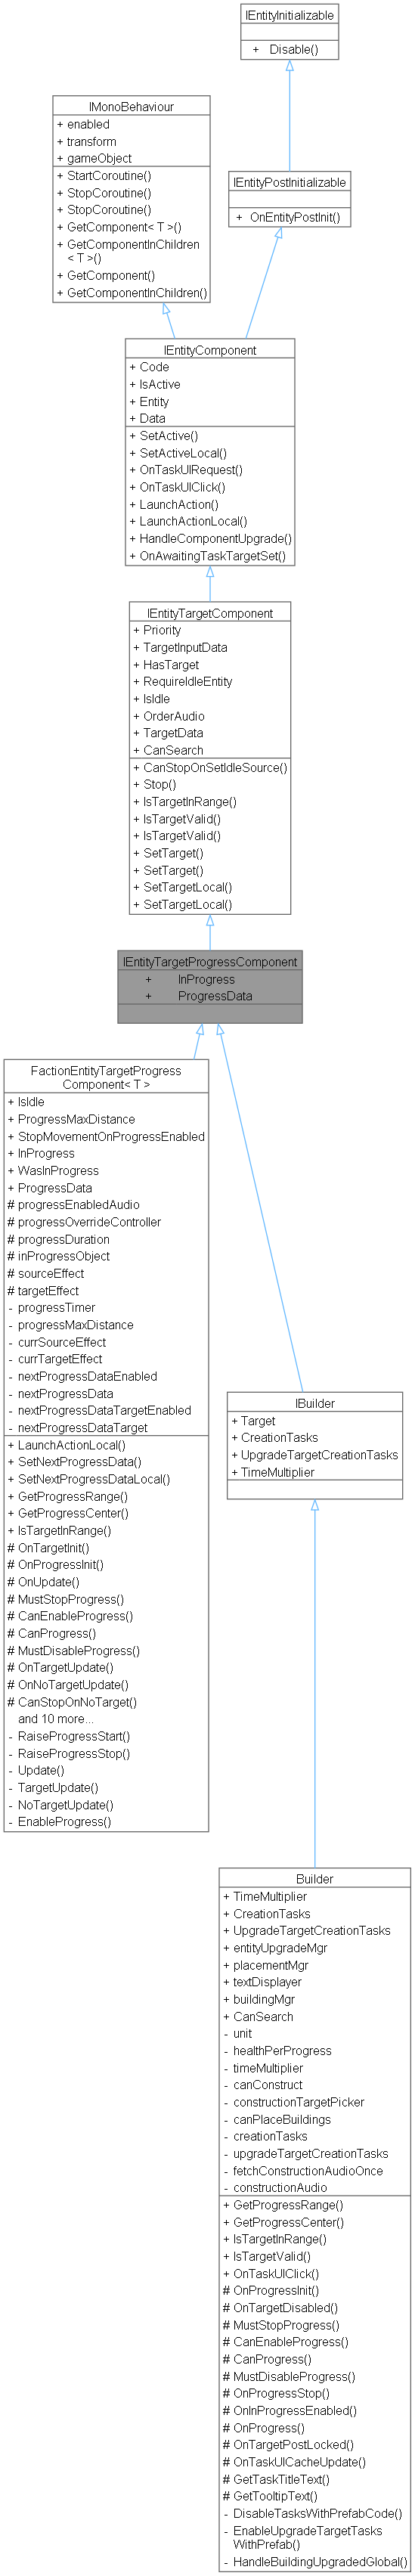 IEntityInitializable
+ Disable()
IMonoBehaviour
+ enabled
+ transform
+ gameObject
+ StartCoroutine()
+ StopCoroutine()
+ StopCoroutine()
+ GetComponent< T >()
+ GetComponentInChildren
< T >()
+ GetComponent()
+ GetComponentInChildren()
IEntityPostInitializable
+ OnEntityPostInit()
IEntityComponent
+ Code
+ IsActive
+ Entity
+ Data
+ SetActive()
+ SetActiveLocal()
+ OnTaskUIRequest()
+ OnTaskUIClick()
+ LaunchAction()
+ LaunchActionLocal()
+ HandleComponentUpgrade()
+ OnAwaitingTaskTargetSet()
IEntityTargetComponent
+ Priority
+ TargetInputData
+ HasTarget
+ RequireIdleEntity
+ IsIdle
+ OrderAudio
+ TargetData
+ CanSearch
+ CanStopOnSetIdleSource()
+ Stop()
+ IsTargetInRange()
+ IsTargetValid()
+ IsTargetValid()
+ SetTarget()
+ SetTarget()
+ SetTargetLocal()
+ SetTargetLocal()
IEntityTargetProgressComponent
+ InProgress
+ ProgressData
FactionEntityTargetProgress
Component< T >
+ IsIdle
+ ProgressMaxDistance
+ StopMovementOnProgressEnabled
+ InProgress
+ WasInProgress
+ ProgressData
# progressEnabledAudio
# progressOverrideController
# progressDuration
# inProgressObject
# sourceEffect
# targetEffect
- progressTimer
- progressMaxDistance
- currSourceEffect
- currTargetEffect
- nextProgressDataEnabled
- nextProgressData
- nextProgressDataTargetEnabled
- nextProgressDataTarget
+ LaunchActionLocal()
+ SetNextProgressData()
+ SetNextProgressDataLocal()
+ GetProgressRange()
+ GetProgressCenter()
+ IsTargetInRange()
# OnTargetInit()
# OnProgressInit()
# OnUpdate()
# MustStopProgress()
# CanEnableProgress()
# CanProgress()
# MustDisableProgress()
# OnTargetUpdate()
# OnNoTargetUpdate()
# CanStopOnNoTarget()
and 10 more...
- RaiseProgressStart()
- RaiseProgressStop()
- Update()
- TargetUpdate()
- NoTargetUpdate()
- EnableProgress()
IBuilder
+ Target
+ CreationTasks
+ UpgradeTargetCreationTasks
+ TimeMultiplier
Builder
+ TimeMultiplier
+ CreationTasks
+ UpgradeTargetCreationTasks
+ entityUpgradeMgr
+ placementMgr
+ textDisplayer
+ buildingMgr
+ CanSearch
- unit
- healthPerProgress
- timeMultiplier
- canConstruct
- constructionTargetPicker
- canPlaceBuildings
- creationTasks
- upgradeTargetCreationTasks
- fetchConstructionAudioOnce
- constructionAudio
+ GetProgressRange()
+ GetProgressCenter()
+ IsTargetInRange()
+ IsTargetValid()
+ OnTaskUIClick()
# OnProgressInit()
# OnTargetDisabled()
# MustStopProgress()
# CanEnableProgress()
# CanProgress()
# MustDisableProgress()
# OnProgressStop()
# OnInProgressEnabled()
# OnProgress()
# OnTargetPostLocked()
# OnTaskUICacheUpdate()
# GetTaskTitleText()
# GetTooltipText()
- DisableTasksWithPrefabCode()
- EnableUpgradeTargetTasks
WithPrefab()
- HandleBuildingUpgradedGlobal()